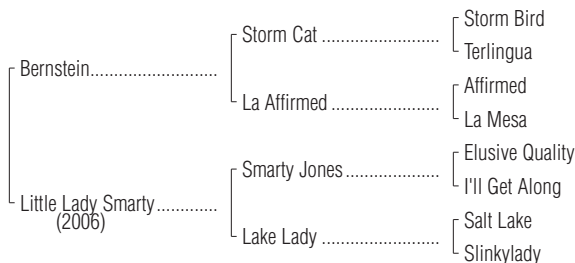 Storm Bird
Storm Cat ............................
Terlingua
Bernstein..............................
Affirmed
La Affirmed ..........................
La Mesa
Elusive Quality
Smarty Jones ......................
I'll Get Along
Little Lady Smarty ..............
(2006)
Salt Lake
Lake Lady ............................
Slinkylady